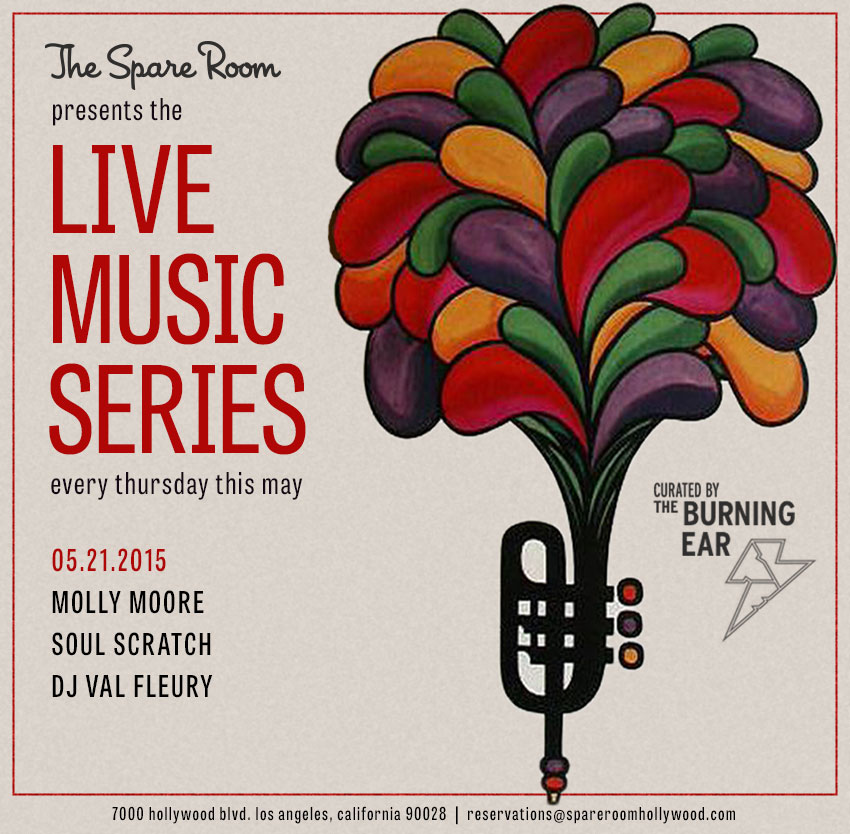 The Spare Room
presents the
LIVE
MUSIC
SERIES
every thursday this may
05.21.2015
MOLLY MOORE
SOUL SCRATCH
DJ VAL FLEURY
CURATED BY
THE BURNING
EAR
7000 hollywood blvd. los angeles, california 90028 | reservations@spareroomhollywood.com